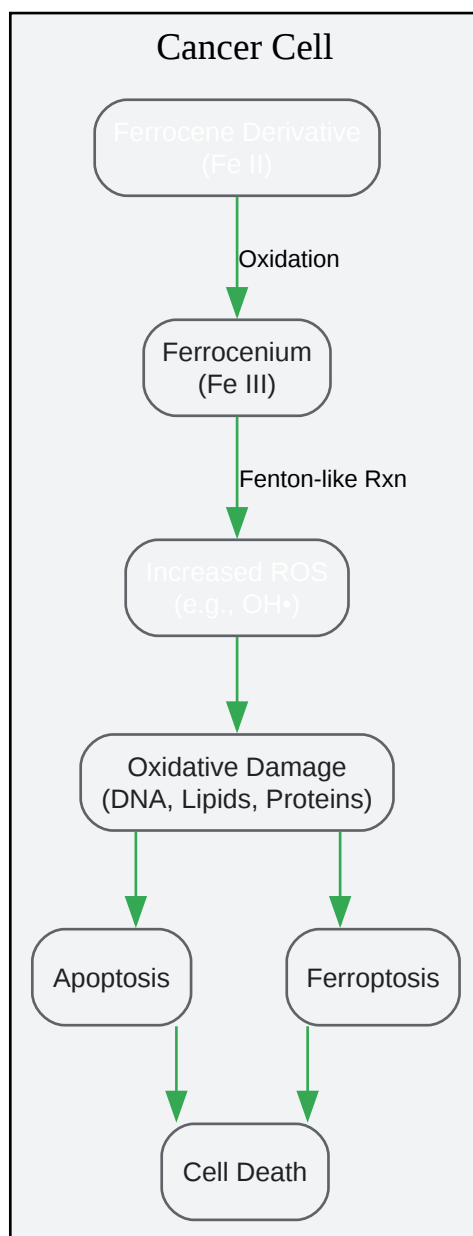 Cancer Cell
Ferrocene Derivative
(Fe II)
Oxidation
Ferrocenium
(Fe III)
Fenton-like Rxn
Increased ROS
(e.g., OH•)
Oxidative Damage
(DNA, Lipids, Proteins)
Apoptosis
Ferroptosis
Cell Death